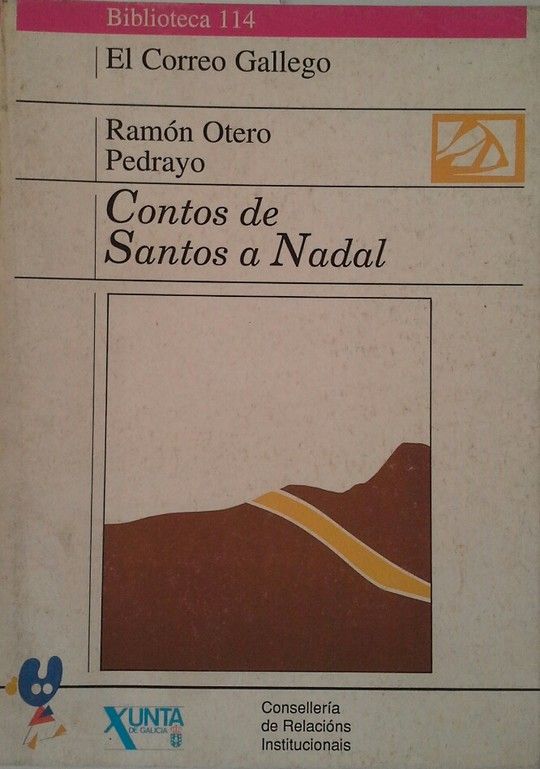 Biblioteca 114
El Correo Gallego
Ramón Otero
Pedrayo
Contos de
Santos a Nadal
XUNTA
DE GALICIA
Consellería
de Relacións
Institucionais